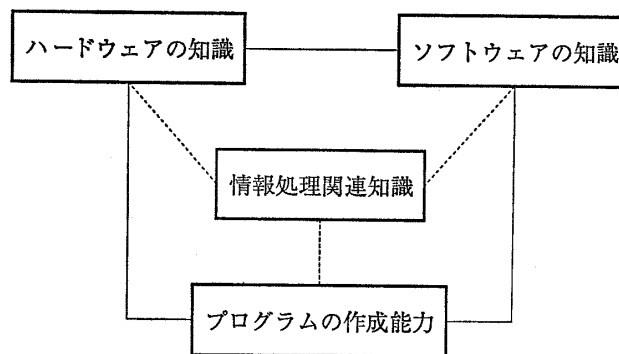 ハードウェアの知識
ソフトウェアの知識
情報処理関連知識
プログラムの作成能力